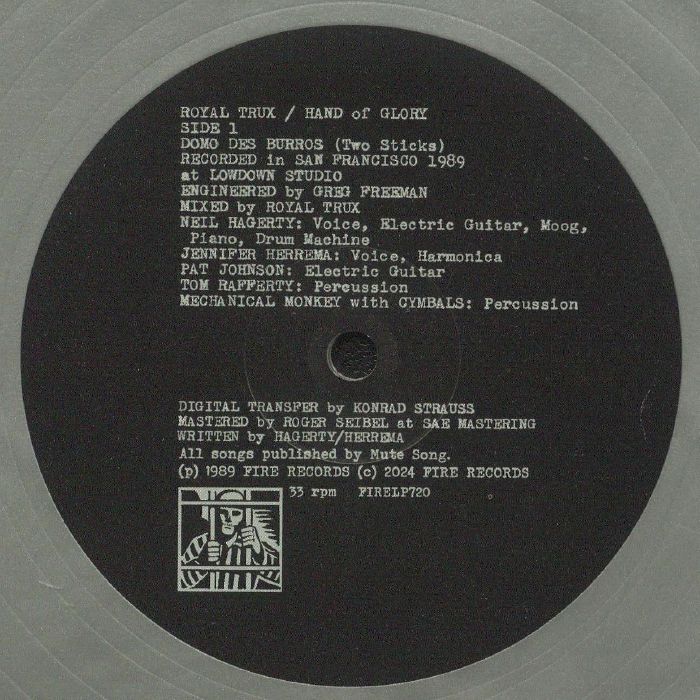 ROYAL TRUX / HAND of GLORY
SIDE 1
DOMO DES BURROS (Two Sticks)
RECORDED in SAN FRANCISCO 1989
at LOWDOWN STUDIO
ENGINEERED by GREG FREEMAN
MIXED by ROYAL TRUX
NEIL HAGERTY: Voice, Electric Guitar, Moog,
Piano, Drum Machine
JENNIFER HERREMA: Voice, Harmonica
PAT JOHNSON: Electric Guitar
TOM RAFFERTY: Percussion
MECHANICAL MONKEY with CYMBALS: Percussion
DIGITAL TRANSFER by KONRAD STRAUSS
MASTERED by ROGER SEIBEL at SAE MASTERING
WRITTEN by HAGERTY/HERREMA
All songs published by Mute Song.
(p) 1989 FIRE RECORDS (c) 2024 FIRE RECORDS
33 rpm FIRELP720